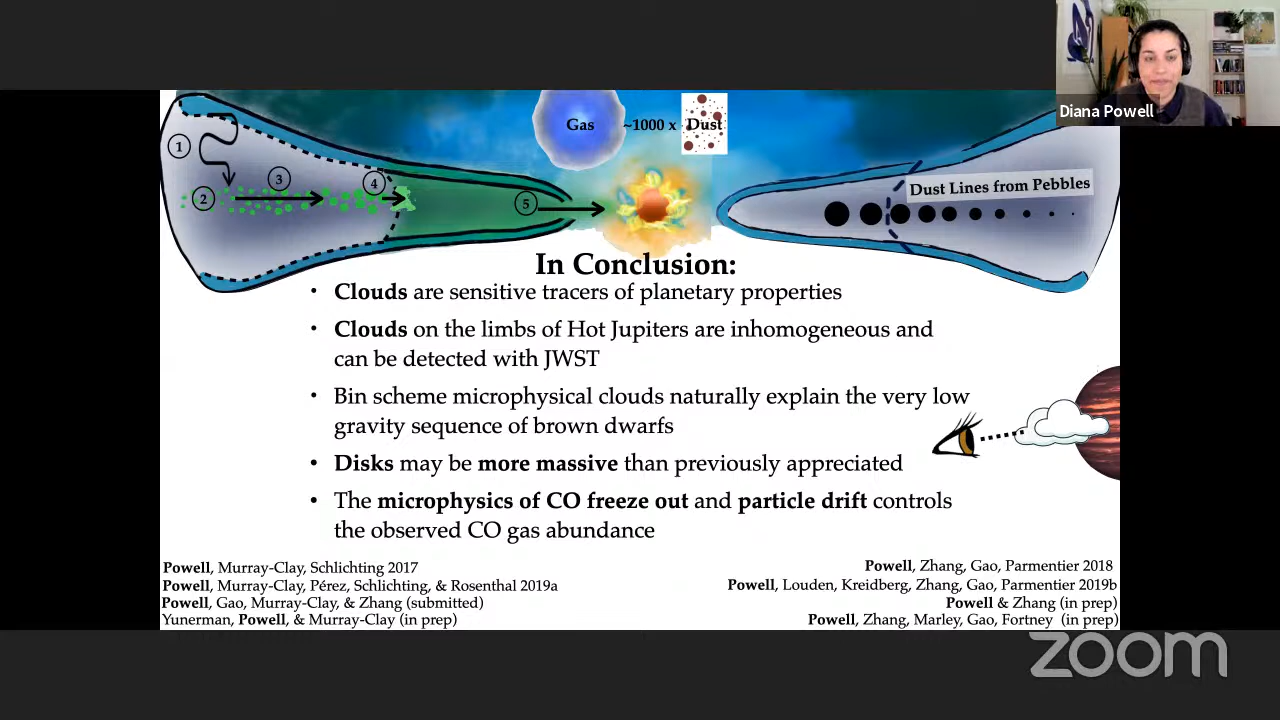 Diana Powell
Gas
~1000 x
Dust
1
2
3
4
5
Dust Lines from Pebbles
In Conclusion:
• Clouds are sensitive tracers of planetary properties
• Clouds on the limbs of Hot Jupiters are inhomogeneous and
can be detected with JWST
• Bin scheme microphysical clouds naturally explain the very low
gravity sequence of brown dwarfs
• Disks may be more massive than previously appreciated
• The microphysics of CO freeze out and particle drift controls
the observed CO gas abundance
Powell, Murray-Clay, Schlichting 2017
Powell, Murray-Clay, Pérez, Schlichting, & Rosenthal 2019a
Powell, Gao, Murray-Clay, & Zhang (submitted)
Yunerman, Powell, & Murray-Clay (in prep)
Powell, Zhang, Gao, Parmentier 2018
Powell, Louden, Kreidberg, Zhang, Gao, Parmentier 2019b
Powell & Zhang (in prep)
Powell, Zhang, Marley, Gao, Fortney (in prep)
zoom